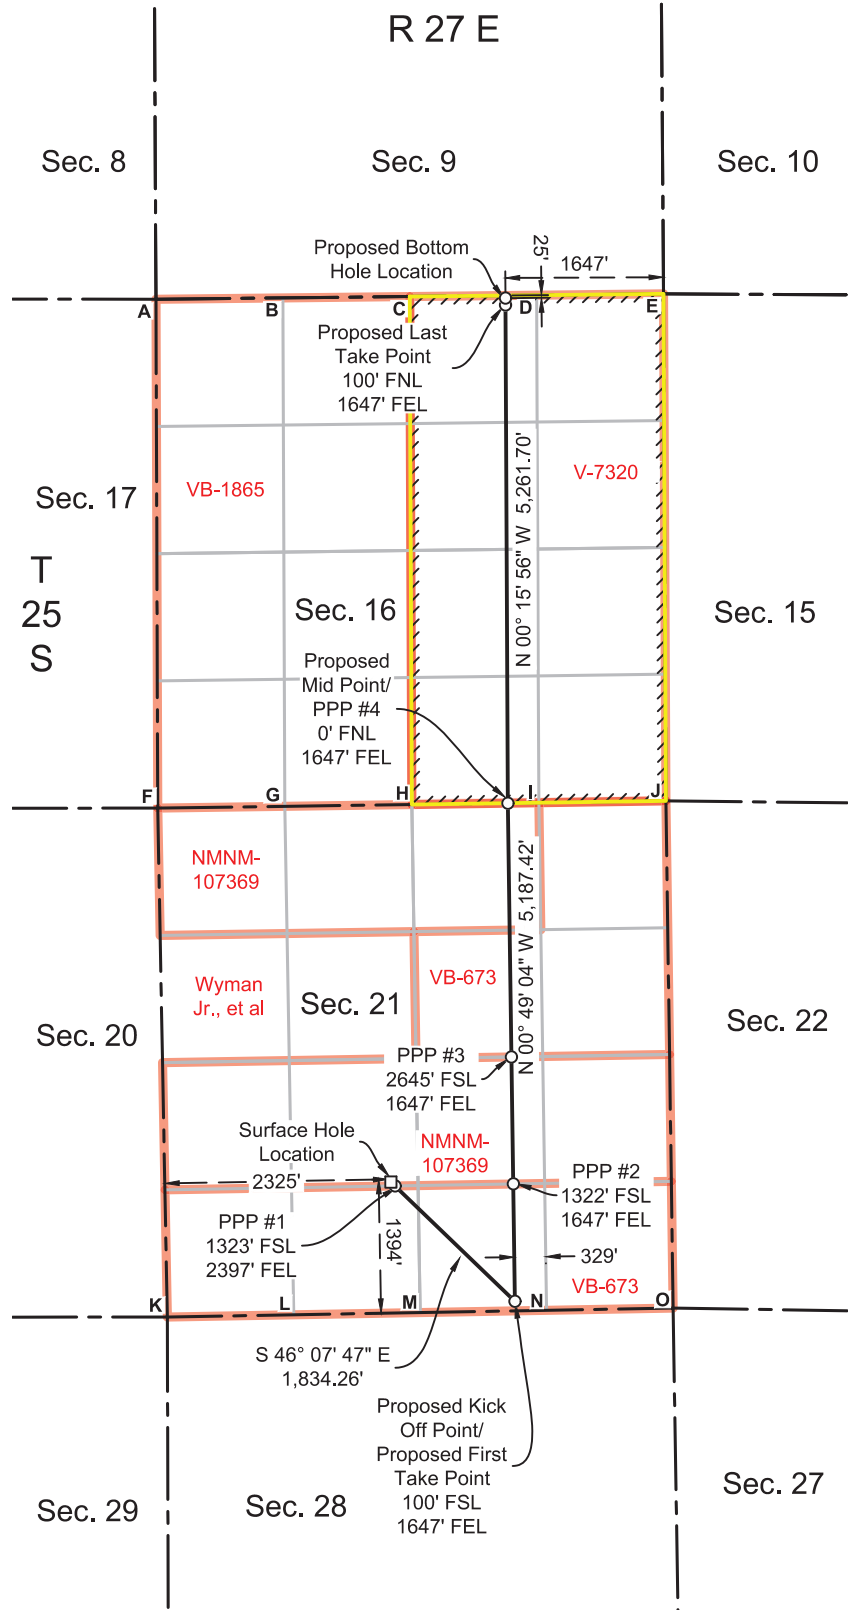 R 27 E
Sec. 8
Sec. 9
Sec. 10
Proposed Bottom
Hole Location
25'
1647'
A
B
C
D
E
Proposed Last
Take Point
100' FNL
1647' FEL
Sec. 17
VB-1865
V-7320
N 00° 15' 56" W 5,261.70'
T
25
S
Sec. 16
Sec. 15
Proposed
Mid Point/
PPP #4
0' FNL
1647' FEL
F
G
H
I
J
NMNM-
107369
N 00° 49' 04" W 5,187.42'
Wyman
Jr., et al
Sec. 21
VB-673
Sec. 20
Sec. 22
PPP #3
2645' FSL
1647' FEL
Surface Hole
Location
NMNM-
107369
2325'
PPP #2
1322' FSL
1647' FEL
PPP #1
1323' FSL
2397' FEL
1394'
329'
VB-673
K
L
M
N
O
S 46° 07' 47" E
1,834.26'
Proposed Kick
Off Point/
Proposed First
Take Point
100' FSL
1647' FEL
Sec. 29
Sec. 28
Sec. 27